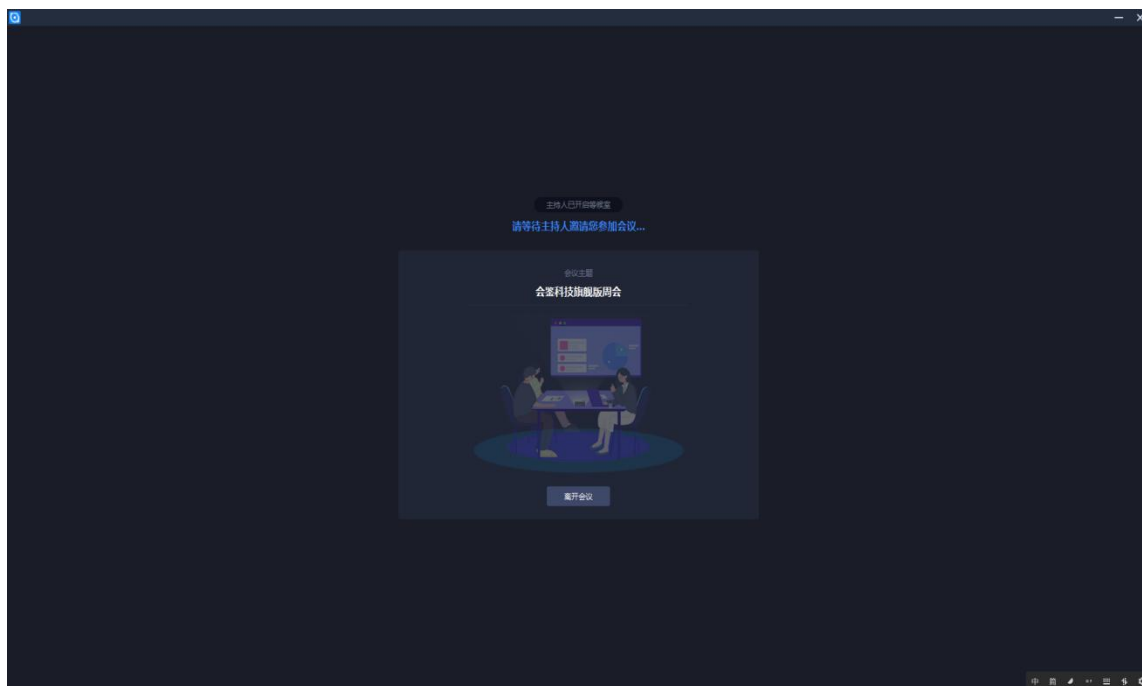 主持人已开启等候室
请等待主持人邀请您参加会议...
会议主题
会鉴科技旗舰版周会
离开会议
中 简